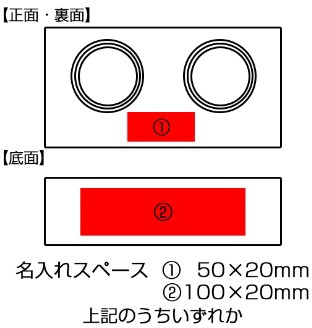 【正面・裏面】
①
【底面】
②
名入れスペース ① 50×20mm
②100×20mm
上記のうちいずれか